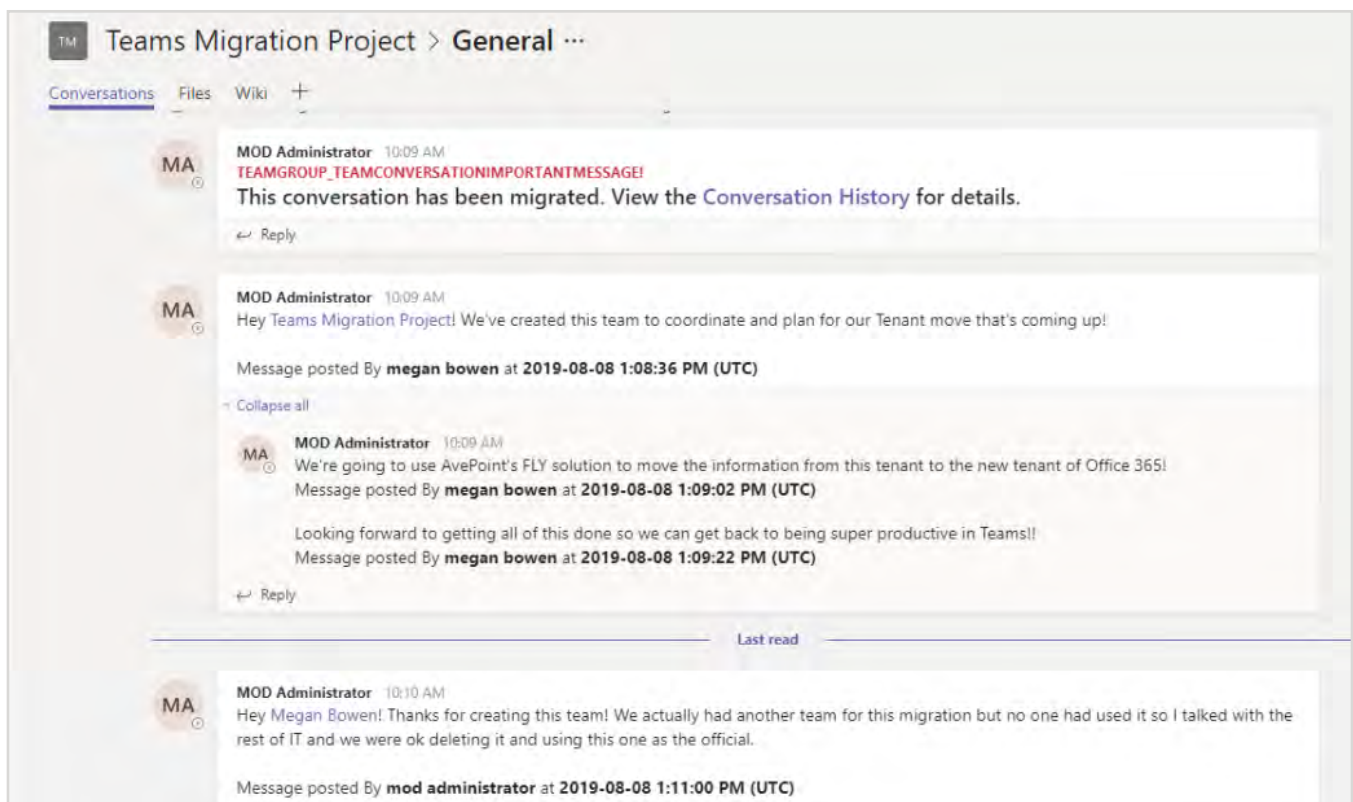 TM Teams Migration Project > General ...
Conversations Files Wiki +
MA MOD Administrator 10:09 AM
TEAMGROUP_TEAMCONVERSATIONIMPORTANTMESSAGE!
This conversation has been migrated. View the Conversation History for details.
Reply
MA MOD Administrator 10:09 AM
Hey Teams Migration Project! We've created this team to coordinate and plan for our Tenant move that's coming up!
Message posted By megan bowen at 2019-08-08 1:08:36 PM (UTC)
Collapse all
MA MOD Administrator 10:09 AM
We're going to use AvePoint's FLY solution to move the information from this tenant to the new tenant of Office 365!
Message posted By megan bowen at 2019-08-08 1:09:02 PM (UTC)
Looking forward to getting all of this done so we can get back to being super productive in Teams!!
Message posted By megan bowen at 2019-08-08 1:09:22 PM (UTC)
Reply
Last read
MA MOD Administrator 10:10 AM
Hey Megan Bowen! Thanks for creating this team! We actually had another team for this migration but no one had used it so I talked with the
rest of IT and we were ok deleting it and using this one as the official.
Message posted By mod administrator at 2019-08-08 1:11:00 PM (UTC)